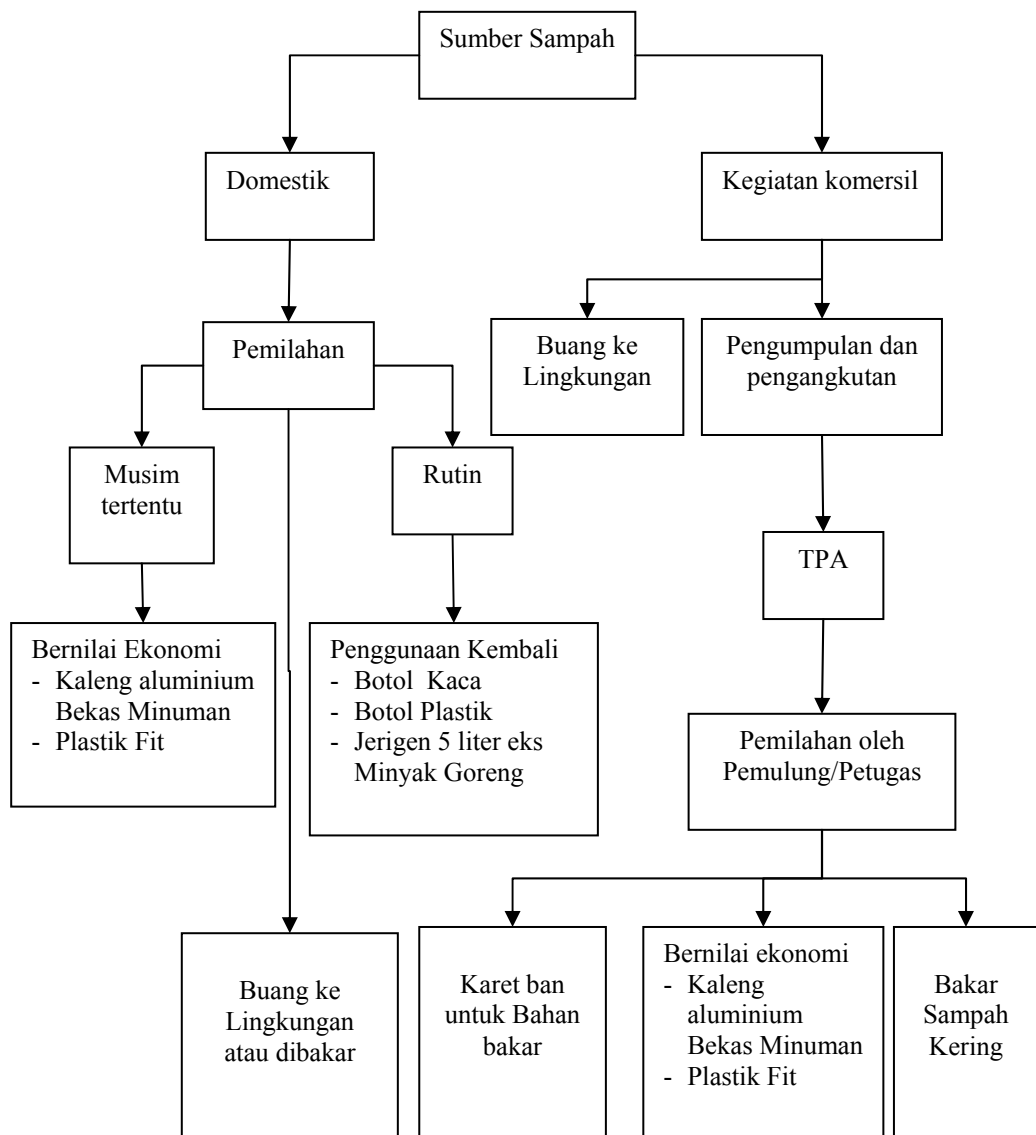 Sumber Sampah
Domestik
Kegiatan komersil
Pemilahan
Buang ke
Lingkungan
Pengumpulan dan
pengangkutan
Musim
tertentu
Rutin
TPA
Bernilai Ekonomi
- Kaleng aluminium
Bekas Minuman
- Plastik Fit
Penggunaan Kembali
- Botol Kaca
- Botol Plastik
- Jerigen 5 liter eks
Minyak Goreng
Pemilahan oleh
Pemulung/Petugas
Buang ke
Lingkungan
atau dibakar
Karet ban
untuk Bahan
bakar
Bernilai ekonomi
- Kaleng
aluminium
Bekas Minuman
- Plastik Fit
Bakar
Sampah
Kering